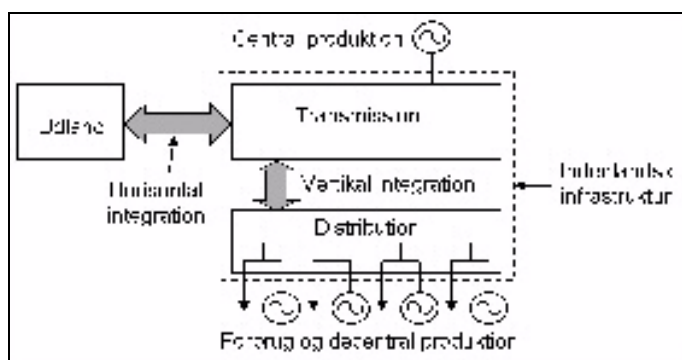 Central produktion
Transmission
Udland
Vertikal integration
Horisontal
integration
Indenlandsk
infrastruktur
Distribution
Forbrug og decentral produktion